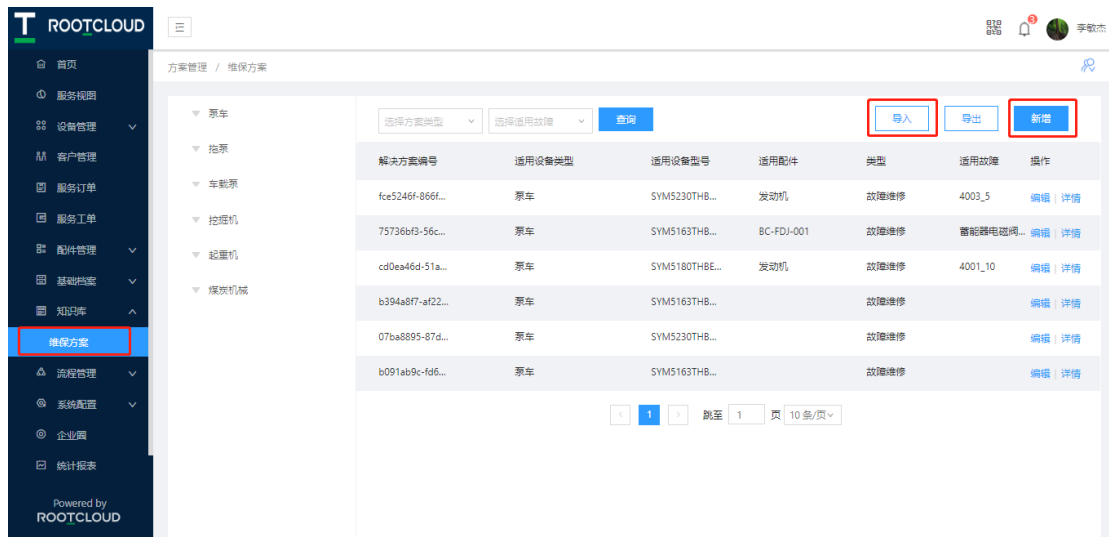 ROOTCLOUD
3
李敏杰
首页
服务视图
设备管理
客户管理
服务订单
服务工单
配件管理
基础档案
知识库
维保方案
流程管理
系统配置
企业圈
统计报表
Powered by
ROOTCLOUD
方案管理 / 维保方案
泵车
拖泵
车载泵
挖掘机
起重机
煤炭机械
选择方案类型 选择适用故障 查询 导入 导出 新增
解决方案编号 适用设备类型 适用设备型号 适用配件 类型 适用故障 操作
fce5246f-866f... 泵车 SYM5230THB... 发动机 故障维修 4003_5 编辑 | 详情
75736bf3-56c... 泵车 SYM5163THB... BC-FDJ-001 故障维修 蓄能器电磁阀... 编辑 | 详情
cd0ea46d-51a... 泵车 SYM5180THBE... 发动机 故障维修 4001_10 编辑 | 详情
b394a8f7-af22... 泵车 SYM5163THB... 故障维修 编辑 | 详情
07ba8895-87d... 泵车 SYM5230THB... 故障维修 编辑 | 详情
b091ab9c-fd6... 泵车 SYM5163THB... 故障维修 编辑 | 详情
< 1 > 跳至 1 页 10 条/页